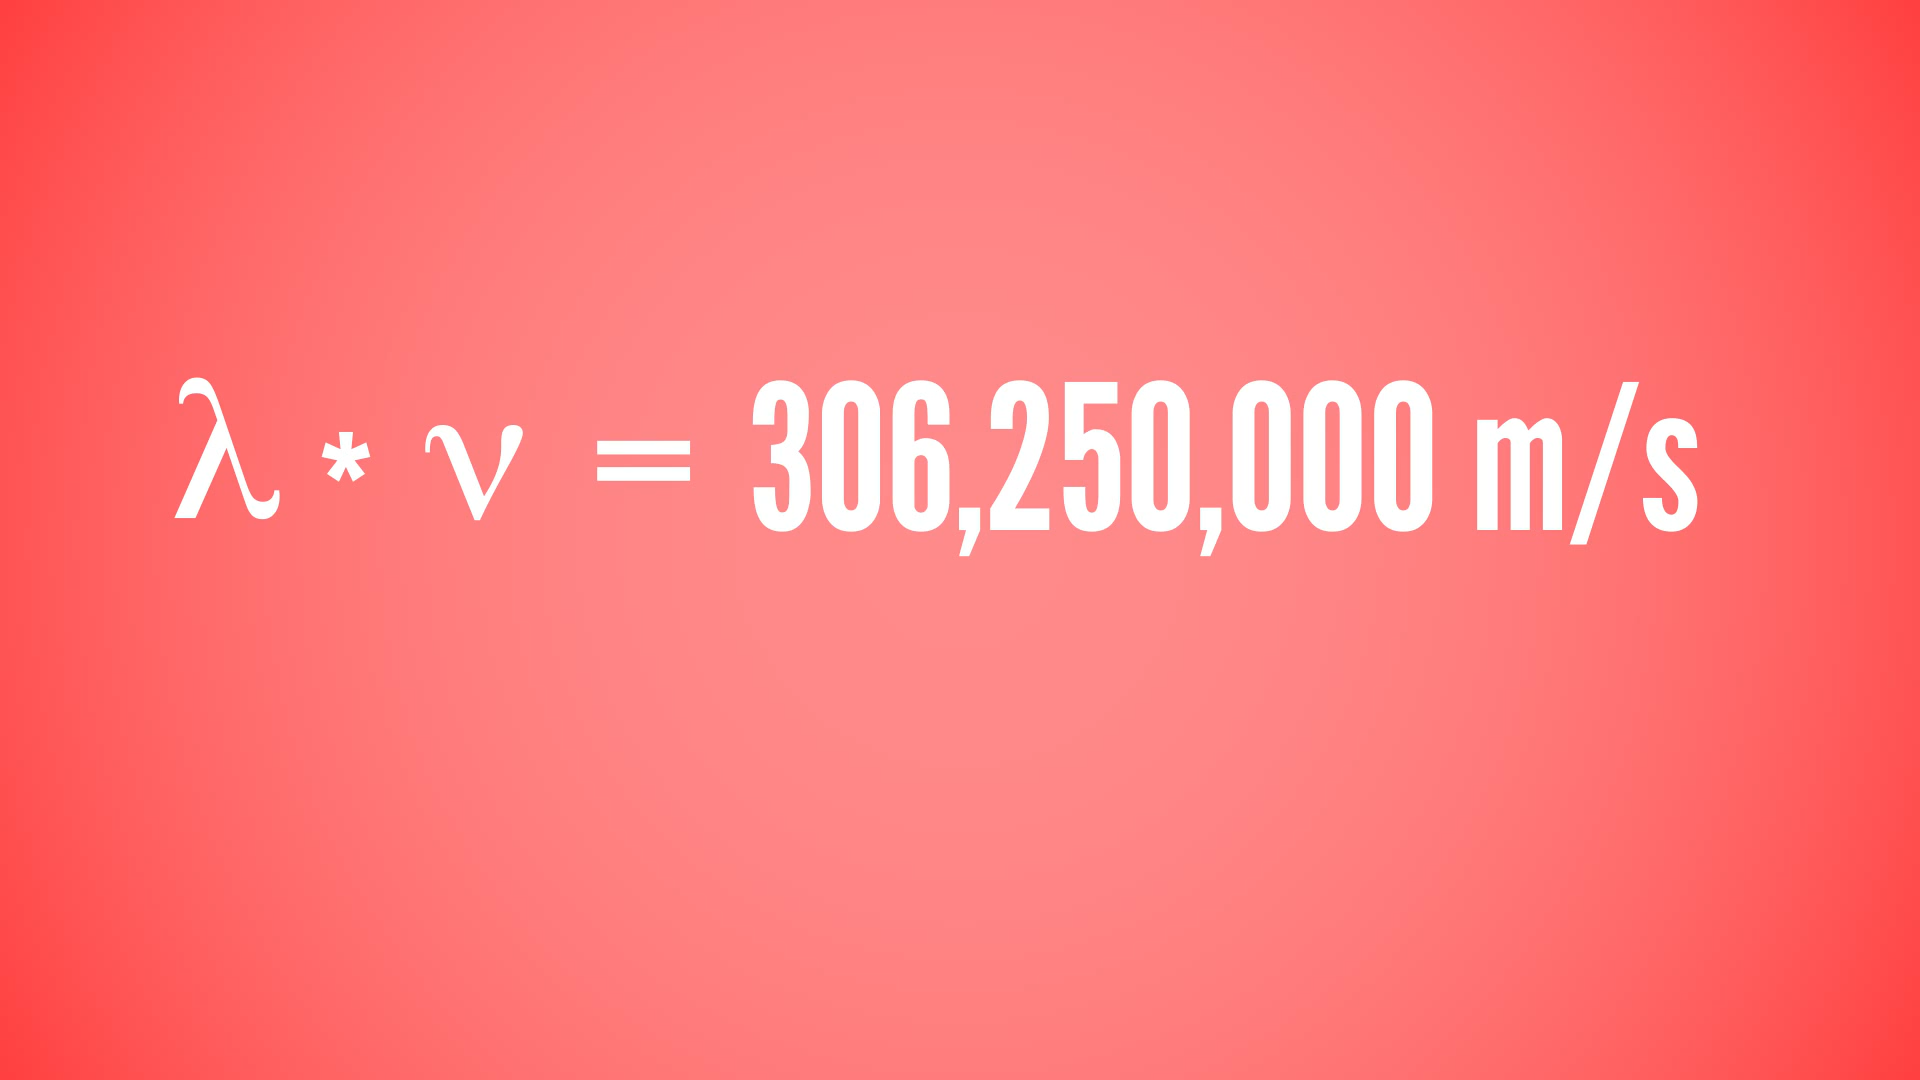 λ * ν = 306,250,000 m/s